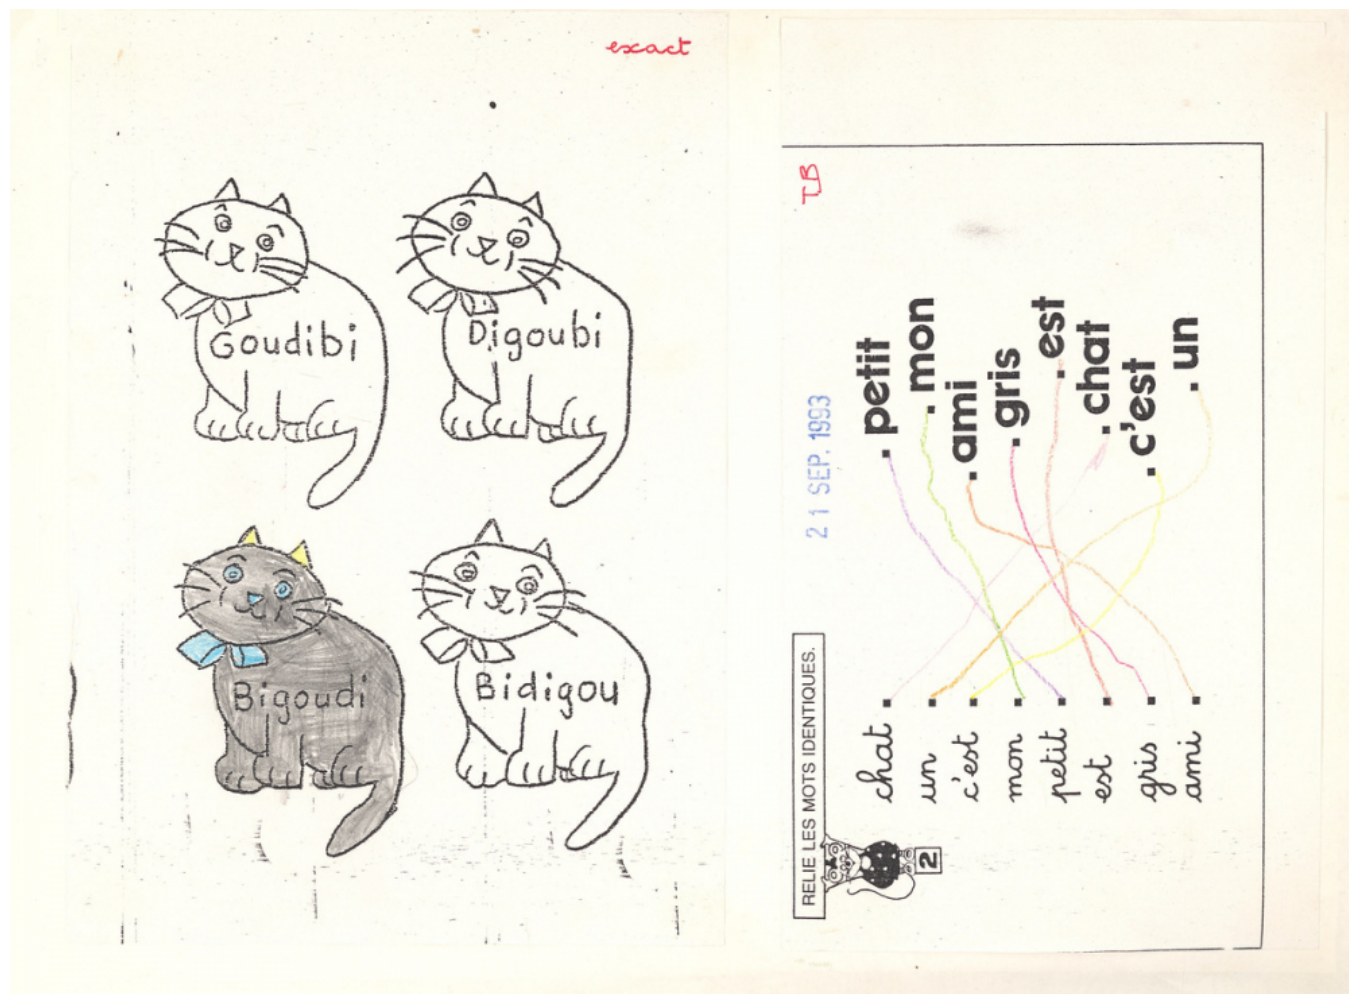 exact
Goudibi
Digoubi
Bigoudi
Bidigou
TB
21 SEP. 1993
RELIE LES MOTS IDENTIQUES.
2
chat
un
c'est
mon
petit
est
gris
ami
petit
mon
ami
gris
est
chat
c'est
un